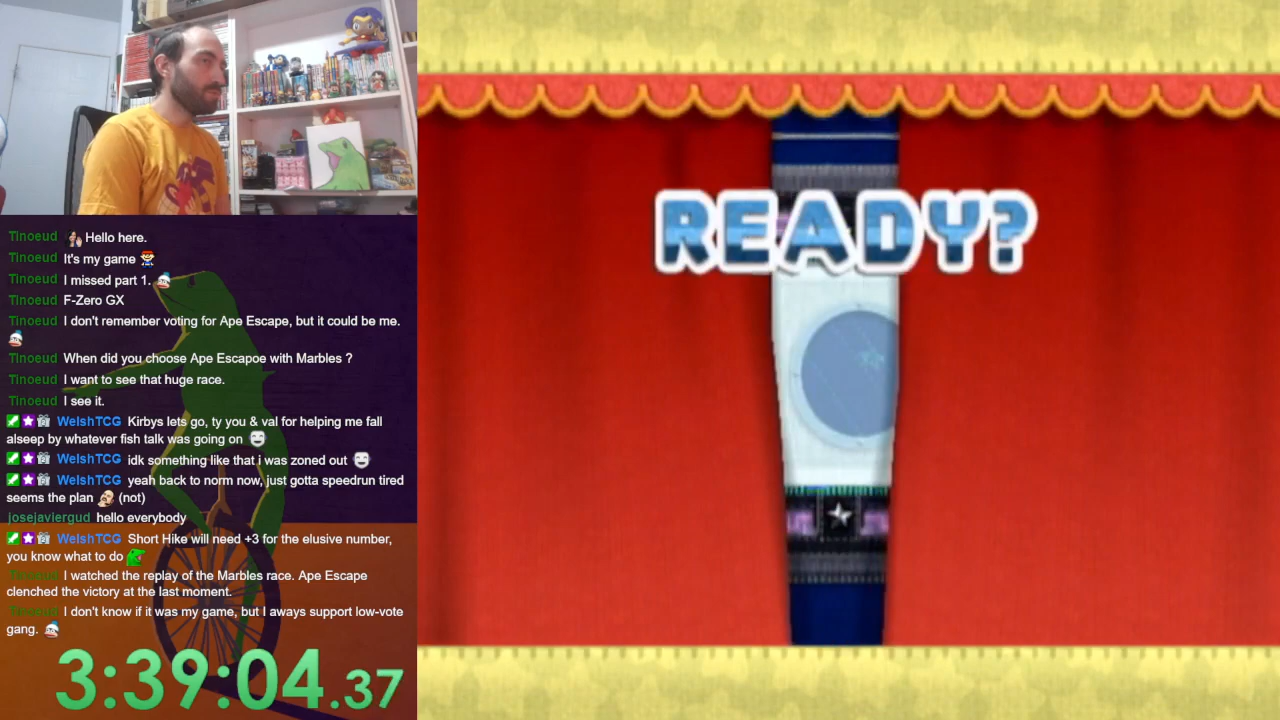 READY?
Tinoeud Hello here.
Tinoeud It's my game
Tinoeud I missed part 1.
Tinoeud F-Zero GX
Tinoeud I don't remember voting for Ape Escape, but it could be me.
Tinoeud When did you choose Ape Escapoe with Marbles ?
Tinoeud I want to see that huge race.
Tinoeud I see it.
WelshTCG Kirbys lets go, ty you & val for helping me fall
alseep by whatever fish talk was going on
WelshTCG idk something like that i was zoned out
WelshTCG yeah back to norm now, just gotta speedrun tired
seems the plan (not)
josejaviergud hello everybody
WelshTCG Short Hike will need +3 for the elusive number,
you know what to do
Tinoeud I watched the replay of the Marbles race. Ape Escape
clenched the victory at the last moment.
Tinoeud I don't know if it was my game, but I aways support low-vote
gang.
3:39:04.37